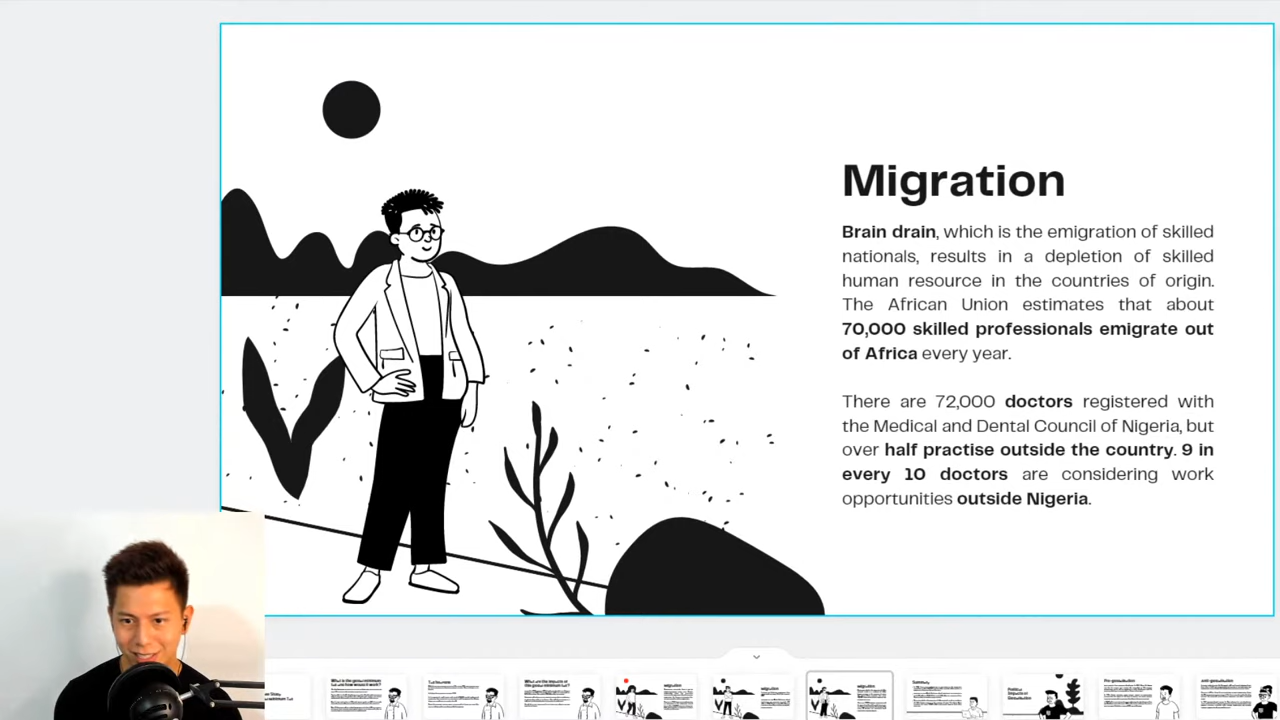 Migration
Brain drain, which is the emigration of skilled
nationals, results in a depletion of skilled
human resource in the countries of origin.
The African Union estimates that about
70,000 skilled professionals emigrate out
of Africa every year.
There are 72,000 doctors registered with
the Medical and Dental Council of Nigeria, but
over half practise outside the country. 9 in
every 10 doctors are considering work
opportunities outside Nigeria.